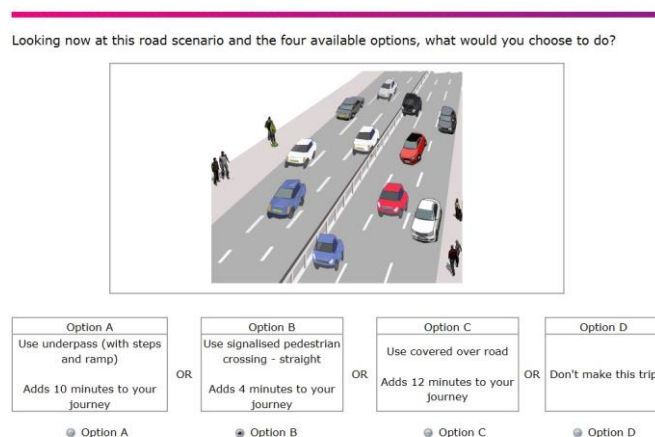 Looking now at this road scenario and the four available options, what would you choose to do?
Option A
Use underpass (with steps
and ramp)
Adds 10 minutes to your
journey
OR
Option B
Use signalised pedestrian
crossing - straight
Adds 4 minutes to your
journey
OR
Option C
Use covered over road
Adds 12 minutes to your
journey
OR
Option D
Don't make this trip
Option A
Option B
Option C
Option D